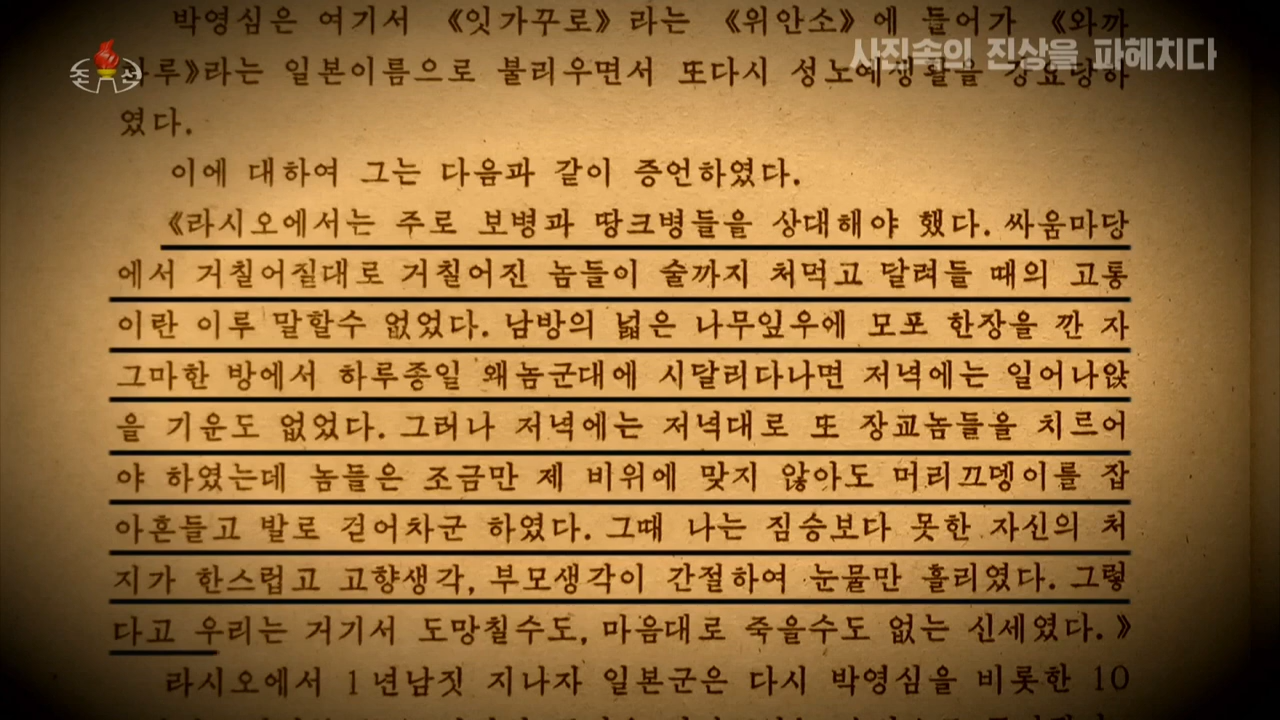 박영심은 여기서 《잇가꾸로》라는 《위안소》에 들어가 《와까
사진속의 진상을 파헤치다
조선
루》라는 일본이름으로 불리우면서 또다시 성노예생활을 강요당하
였다.
이에 대하여 그는 다음과 같이 증언하였다.
《라시오에서는 주로 보병과 땅크병들을 상대해야 했다. 싸움마당
에서 거칠어질대로 거칠어진 놈들이 술까지 처먹고 달려들 때의 고통
이란 이루 말할수 없었다. 남방의 넓은 나무잎우에 모포 한장을 깐 자
그마한 방에서 하루종일 왜놈군대에 시달리다나면 저녁에는 일어나앉
을 기운도 없었다. 그러나 저녁에는 저녁대로 또 장교놈들을 치르어
야 하였는데 놈들은 조금만 제 비위에 맞지 않아도 머리끄뎅이를 잡
아흔들고 발로 걷어차군 하였다. 그때 나는 짐승보다 못한 자신의 처
지가 한스럽고 고향생각, 부모생각이 간절하여 눈물만 흘리였다. 그렇
다고 우리는 거기서 도망칠수도, 마음대로 죽을수도 없는 신세였다.》
라시오에서 1년남짓 지나자 일본군은 다시 박영심을 비롯한 10